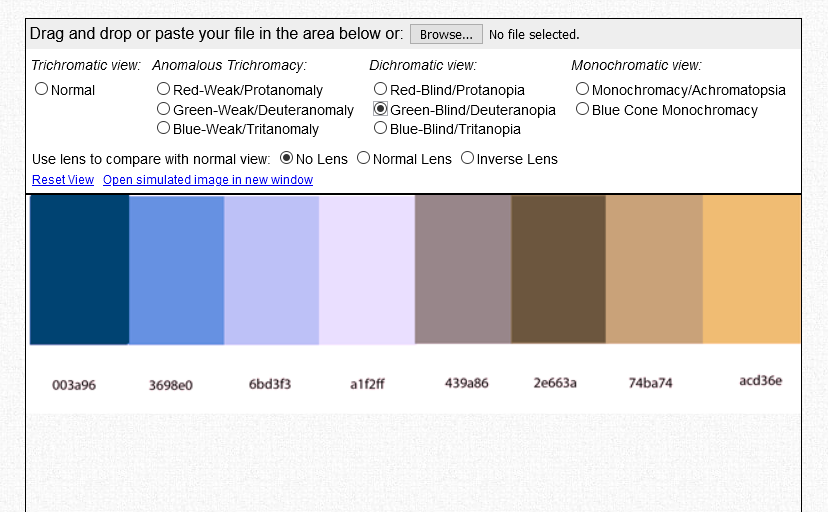 Drag and drop or paste your file in the area below or: Browse... No file selected.
Trichromatic view: Anomalous Trichromacy: Dichromatic view: Monochromatic view:
Normal Red-Weak/Protanomaly Red-Blind/Protanopia Monochromacy/Achromatopsia
Green-Weak/Deuteranomaly Green-Blind/Deuteranopia Blue Cone Monochromacy
Blue-Weak/Tritanomaly Blue-Blind/Tritanopia
Use lens to compare with normal view: No Lens Normal Lens Inverse Lens
Reset View Open simulated image in new window
003a96 3698e0 6bd3f3 a1f2ff 439a86 2e663a 74ba74 acd36e